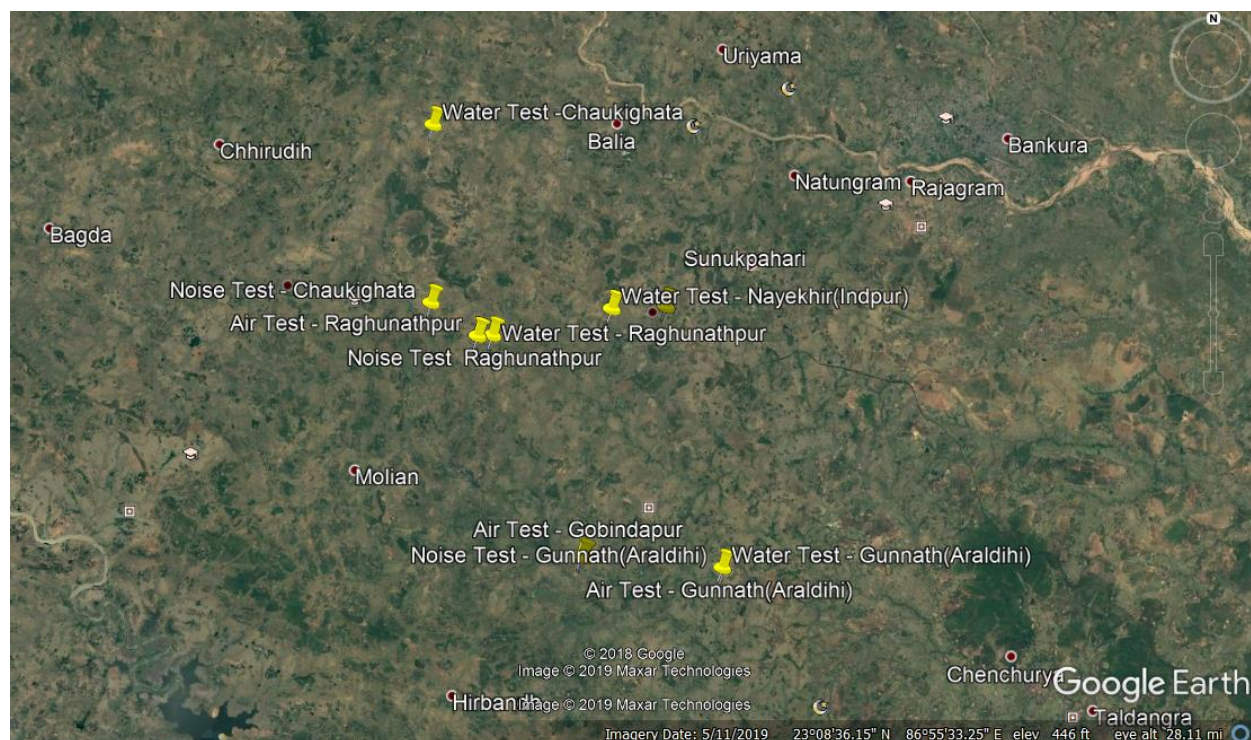 N
Uriyama
Water Test -Chaukighata
Balia
Chhirudih
Bankura
Natungram
Rajagram
Bagda
Sunukpahari
Noise Test - Chaukighata
Water Test - Nayekhir(Indpur)
Air Test - Raghunathpur
Water Test - Raghunathpur
Noise Test Raghunathpur
Molian
Air Test - Gobindapur
Noise Test - Gunnath(Araldihi)
Water Test - Gunnath(Araldihi)
Air Test - Gunnath(Araldihi)
© 2018 Google
Image © 2019 Maxar Technologies
Chenchurya
Google Earth
Hirbandh
Image © 2019 Maxar Technologies
Taldangra
Imagery Date: 5/11/2019 23°08'36.15" N 86°55'33.25" E elev 446 ft eye alt 28.11 mi